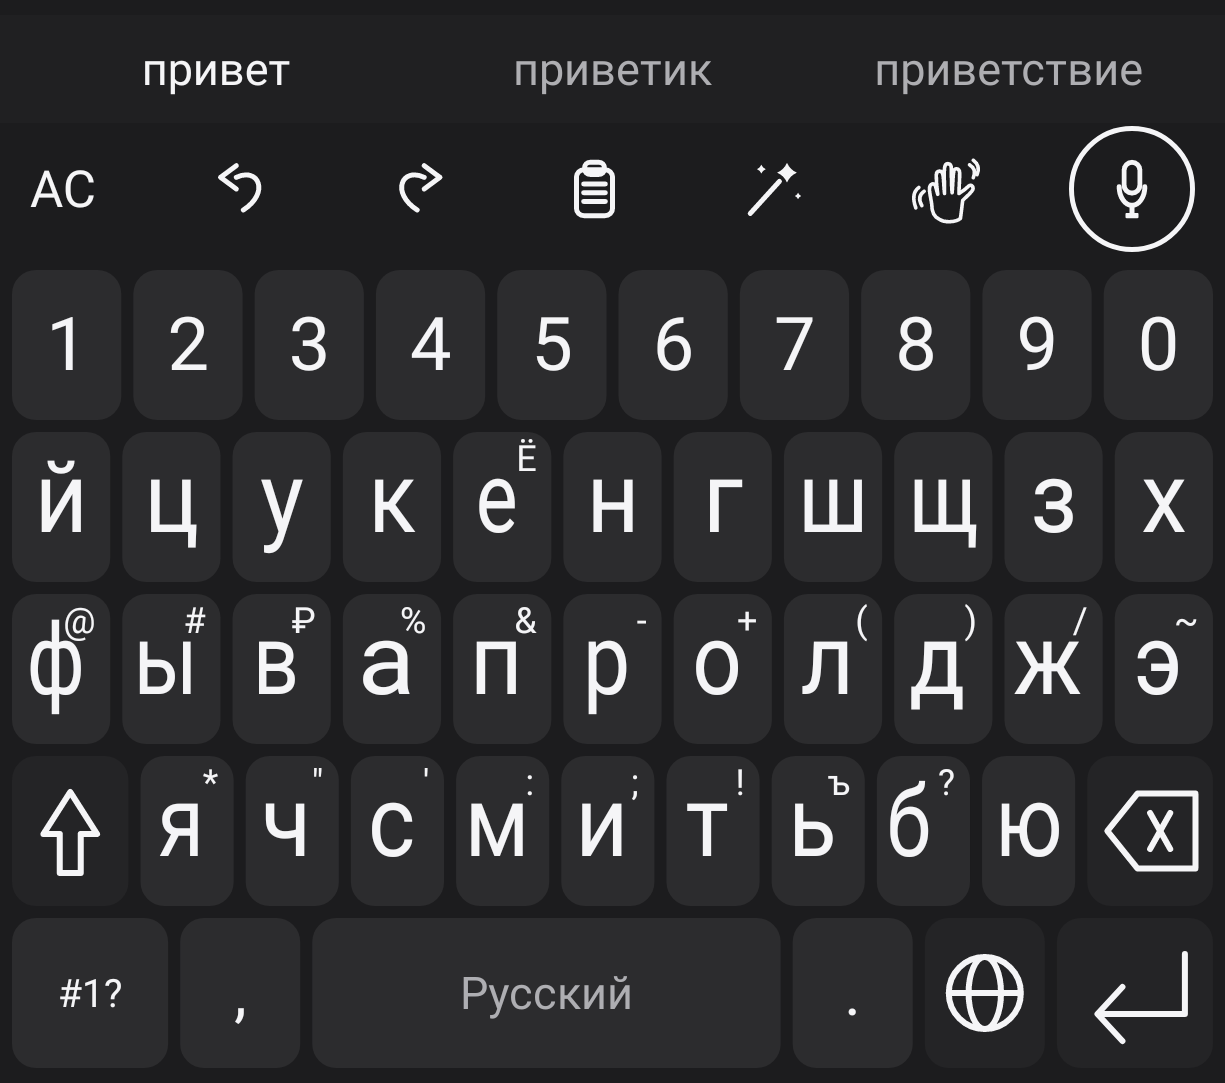 привет приветик приветствие
AC
1 2 3 4 5 6 7 8 9 0
й ц у к е Ё н г ш щ з х
ф @ ы # в ₽ а % п & р - о + л ( д ) ж / э ~
я * ч " с ' м : и ; т ! ь ъ б ? ю X
#1? , Русский .